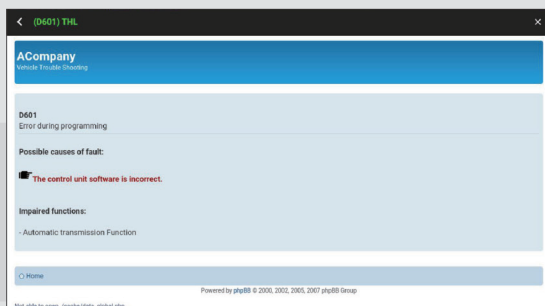 (D601) THL
ACompany
Vehicle Trouble Shooting
D601
Error during programming
Possible causes of fault:
The control unit software is incorrect.
Impaired functions:
- Automatic transmission Function
Home
Powered by phpBB © 2000, 2002, 2005, 2007 phpBB Group